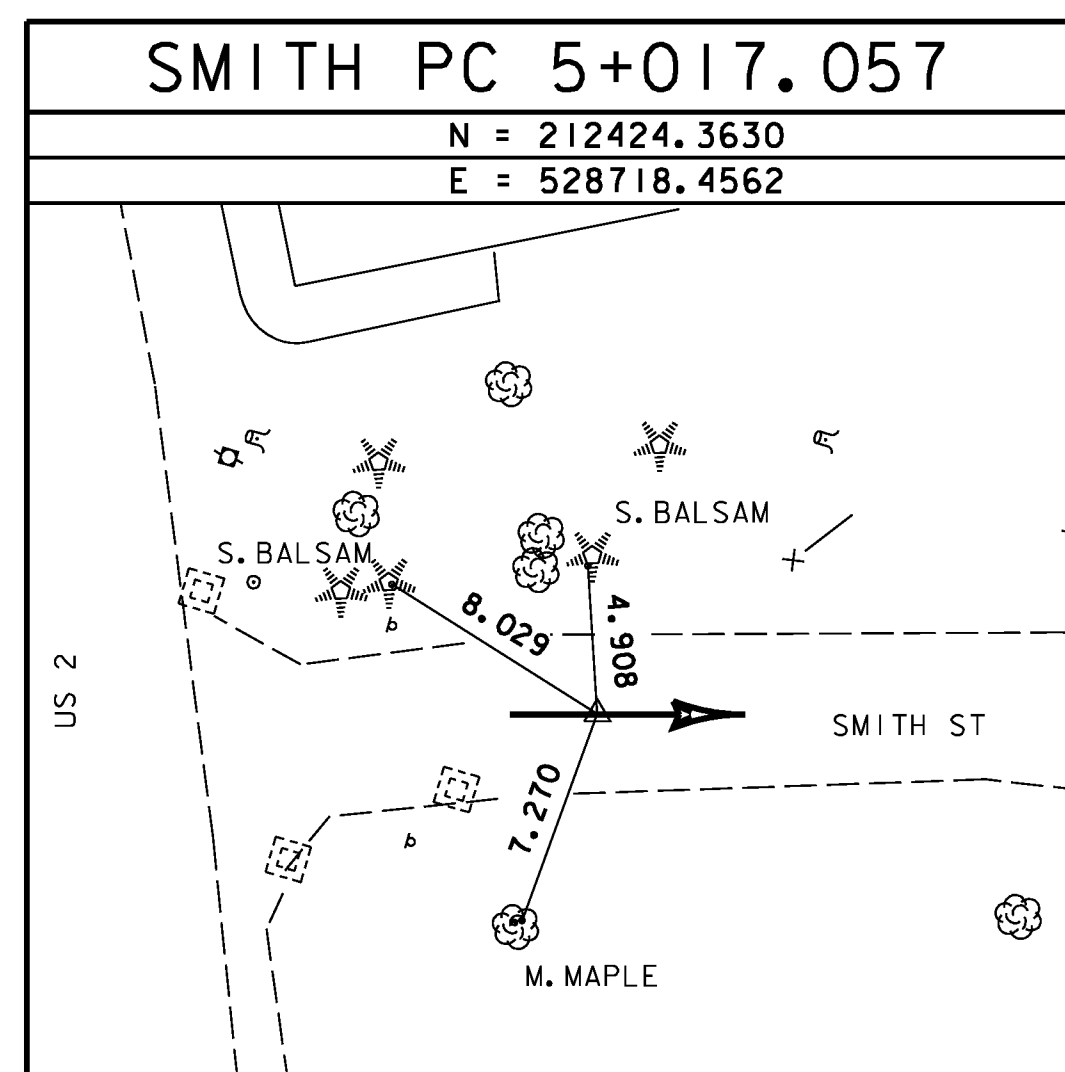 SMITH PC 5+017.057
N = 212424.3630
E = 528718.4562
S. BALSAM
S. BALSAM
8.029
4.908
US 2
SMITH ST
7.270
M. MAPLE